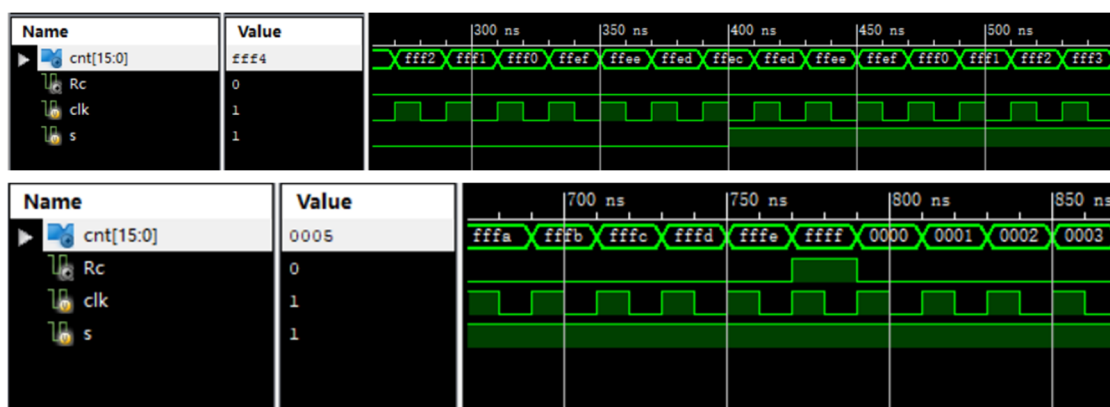 Name Value 300 ns 350 ns 400 ns 450 ns 500 ns
cnt[15:0] fff4 fff2 fff1 fff0 ffef ffee ffed ffec ffed ffee ffef fff0 fff1 fff2 fff3
Rc 0
clk 1
s 1
Name Value 700 ns 750 ns 800 ns 850 ns
cnt[15:0] 0005 fffa fffb fffc fffd fffe ffff 0000 0001 0002 0003
Rc 0
clk 1
s 1